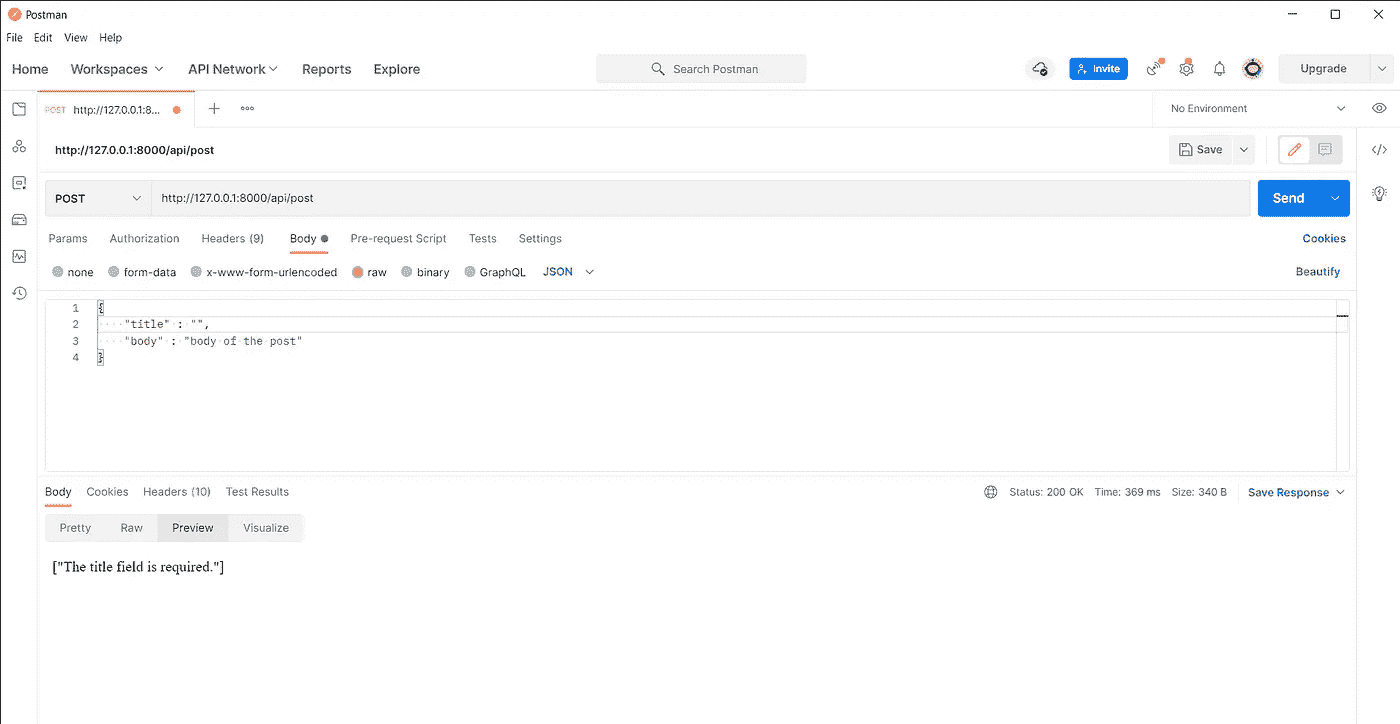 Postman
File Edit View Help
Home Workspaces API Network Reports Explore Search Postman Invite Upgrade
POST http://127.0.0.1:8... No Environment
http://127.0.0.1:8000/api/post Save
POST http://127.0.0.1:8000/api/post Send
Params Authorization Headers (9) Body Pre-request Script Tests Settings Cookies
none form-data x-www-form-urlencoded raw binary GraphQL JSON Beautify
1 {
2 "title" : "",
3 "body" : "body of the post"
4 }
Body Cookies Headers (10) Test Results Status: 200 OK Time: 369 ms Size: 340 B Save Response
Pretty Raw Preview Visualize
["The title field is required."]